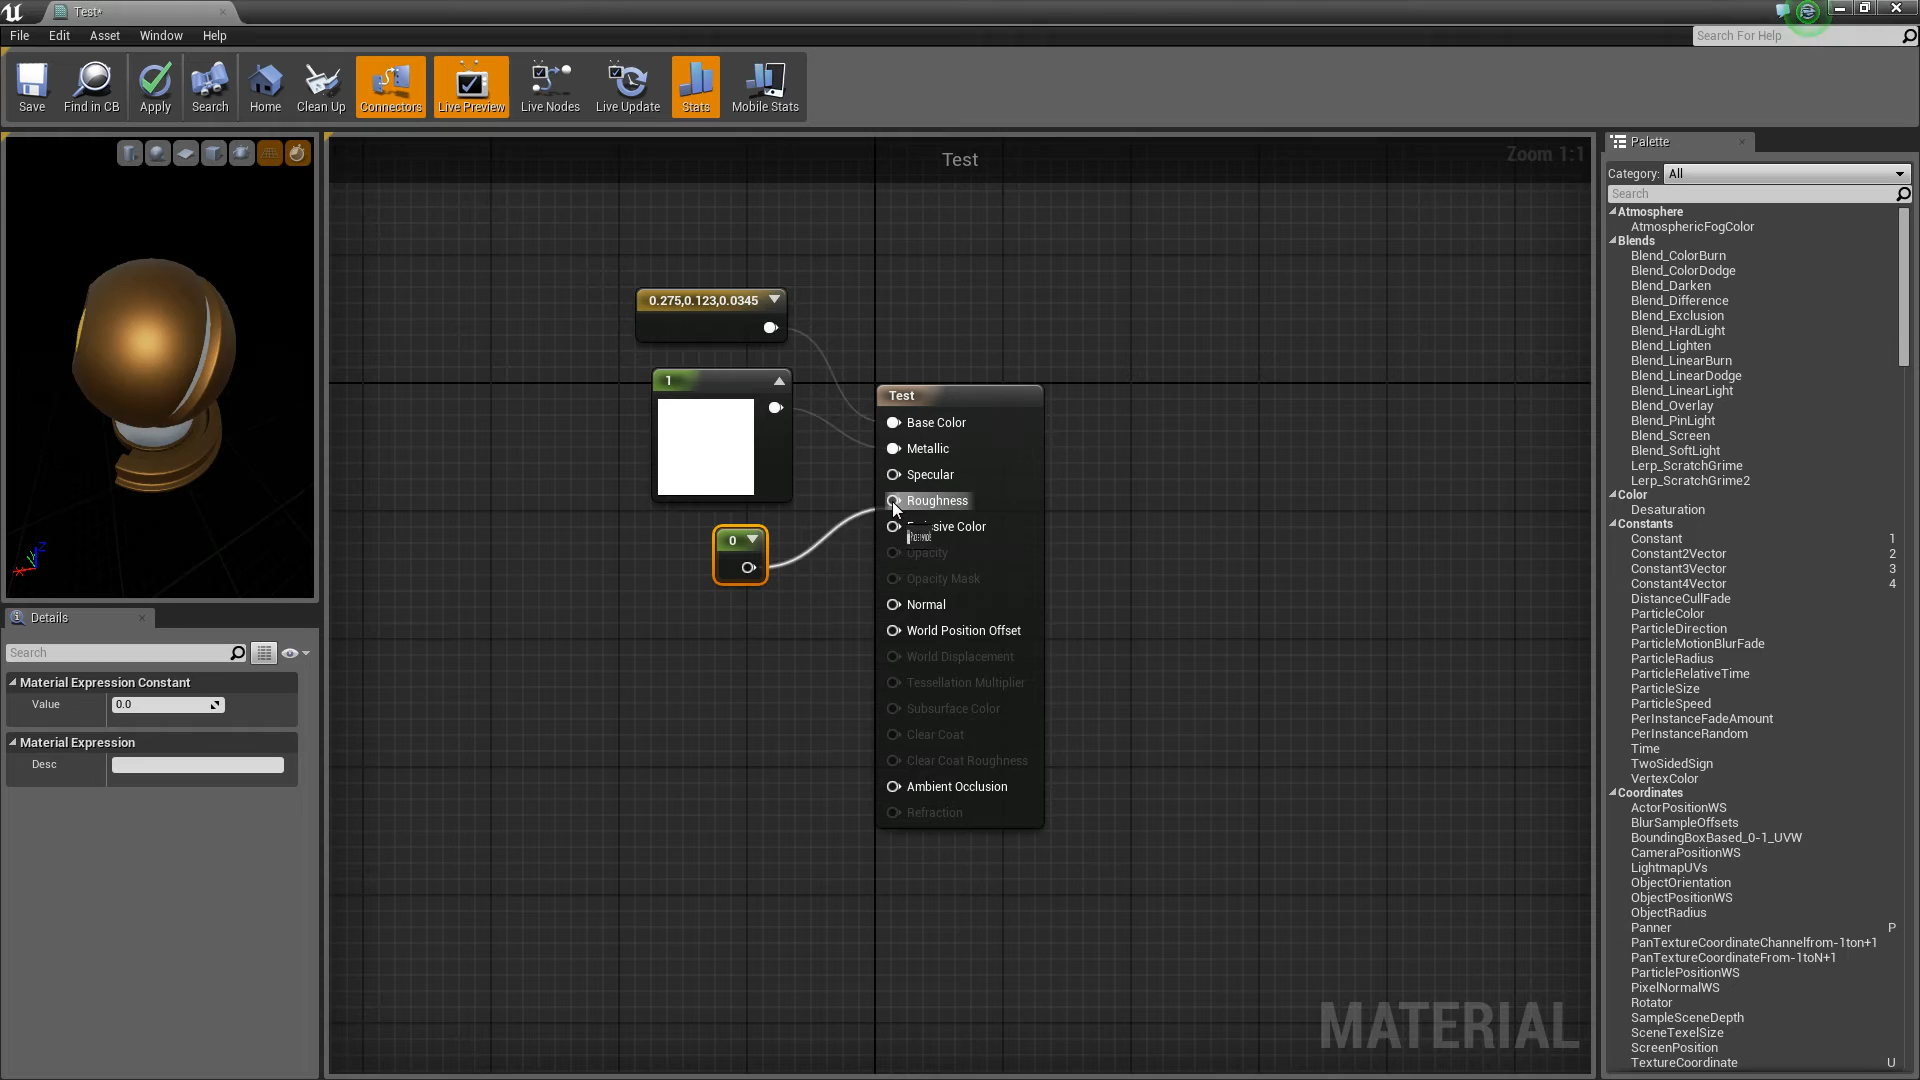 Test*
File Edit Asset Window Help
Search For Help
Save Find in CB Apply Search Home Clean Up Connectors Live Preview Live Nodes Live Update Stats Mobile Stats
Test
Zoom 1:1
0.275,0.123,0.0345
1
0
Test
Base Color
Metallic
Specular
Roughness
Opacity
Opacity Mask
Normal
World Position Offset
World Displacement
Tessellation Multiplier
Subsurface Color
Clear Coat
Clear Coat Roughness
Ambient Occlusion
Refraction
MATERIAL
Z
Details
Search
Material Expression Constant
Value 0.0
Material Expression
Desc
Palette
Category: All
Search
Atmosphere
AtmosphericFogColor
Blends
Blend_ColorBurn
Blend_ColorDodge
Blend_Darken
Blend_Difference
Blend_Exclusion
Blend_HardLight
Blend_Lighten
Blend_LinearBurn
Blend_LinearDodge
Blend_LinearLight
Blend_Overlay
Blend_PinLight
Blend_Screen
Blend_SoftLight
Lerp_ScratchGrime
Lerp_ScratchGrime2
Color
Desaturation
Constants
Constant 1
Constant2Vector 2
Constant3Vector 3
Constant4Vector 4
DistanceCullFade
ParticleColor
ParticleDirection
ParticleMotionBlurFade
ParticleRadius
ParticleRelativeTime
ParticleSize
ParticleSpeed
PerInstanceFadeAmount
PerInstanceRandom
Time
TwoSidedSign
VertexColor
Coordinates
ActorPositionWS
BlurSampleOffsets
BoundingBoxBased_0-1_UVW
CameraPositionWS
LightmapUVs
ObjectOrientation
ObjectPositionWS
ObjectRadius
Panner P
PanTextureCoordinateChannelfrom-1ton+1
PanTextureCoordinateFrom-1toN+1
ParticlePositionWS
PixelNormalWS
Rotator
SampleSceneDepth
SceneTexelSize
ScreenPosition
TextureCoordinate U